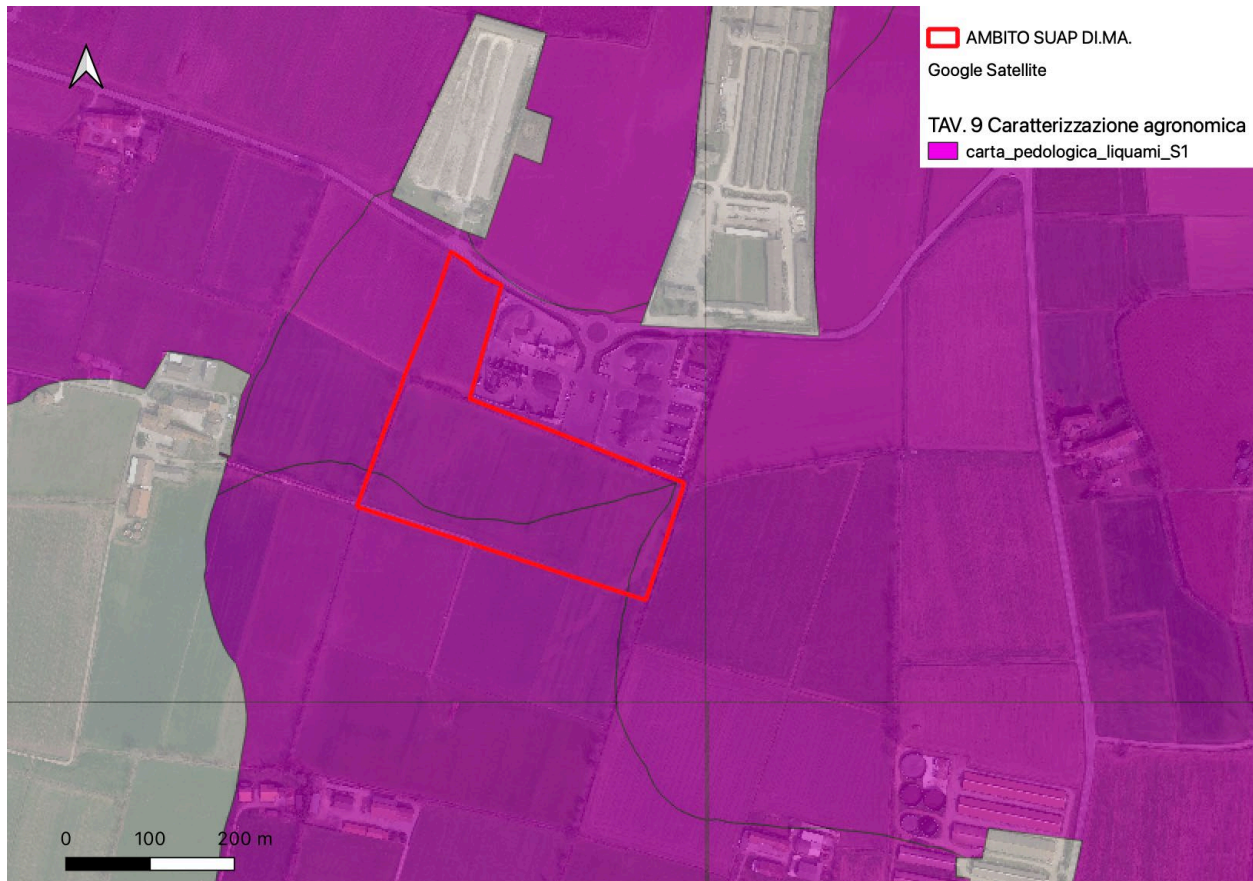 AMBITO SUAP DI.MA.
Google Satellite
TAV. 9 Caratterizzazione agronomica
carta_pedologica_liquami_S1
0 100 200 m